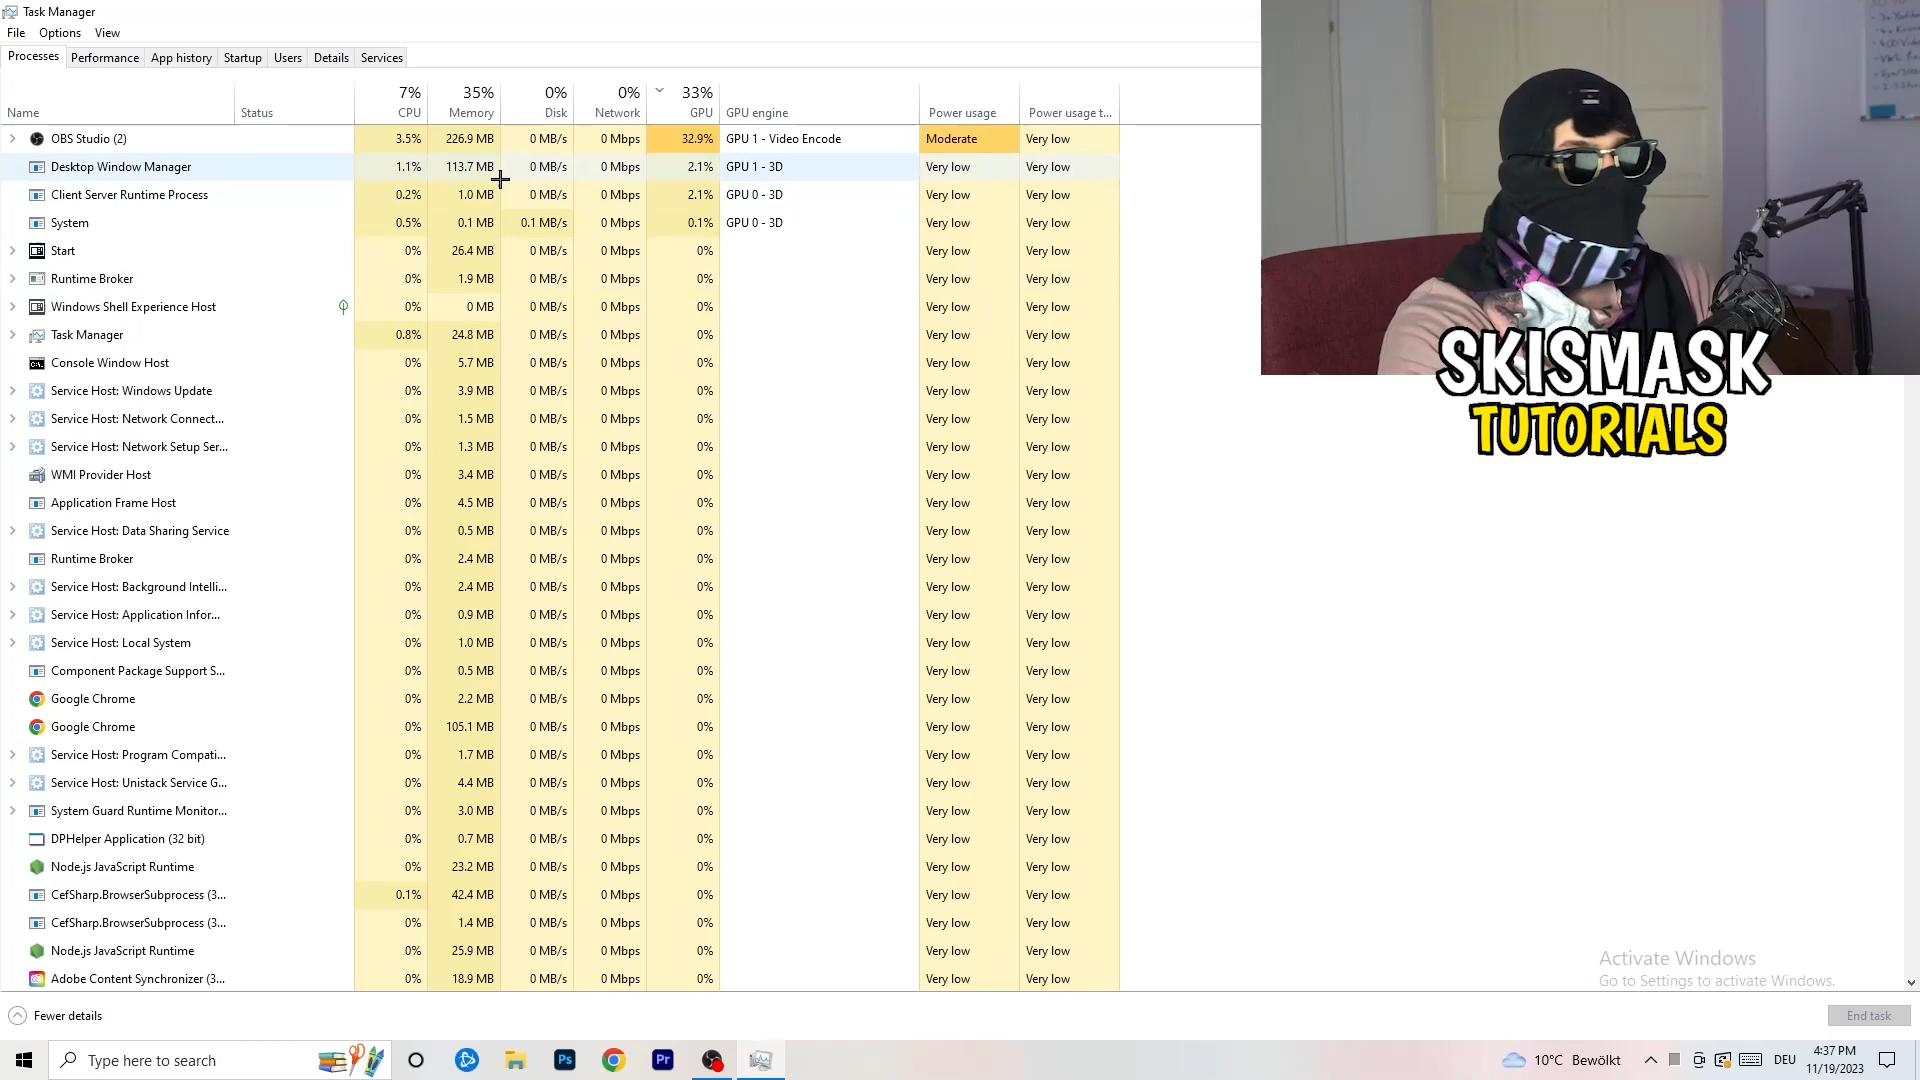 Task Manager
File Options View
Processes Performance App history Startup Users Details Services
7% 35% 0% 0% 33%
Name Status CPU Memory Disk Network GPU GPU engine Power usage Power usage t...
OBS Studio (2) 3.5% 226.9 MB 0 MB/s 0 Mbps 32.9% GPU 1 - Video Encode Moderate Very low
Desktop Window Manager 1.1% 113.7 MB 0 MB/s 0 Mbps 2.1% GPU 1 - 3D Very low Very low
Client Server Runtime Process 0.2% 1.0 MB 0 MB/s 0 Mbps 2.1% GPU 0 - 3D Very low Very low
System 0.5% 0.1 MB 0.1 MB/s 0 Mbps 0.1% GPU 0 - 3D Very low Very low
Start 0% 26.4 MB 0 MB/s 0 Mbps 0% Very low Very low
Runtime Broker 0% 1.9 MB 0 MB/s 0 Mbps 0% Very low Very low
Windows Shell Experience Host 0% 0 MB 0 MB/s 0 Mbps 0% Very low Very low
Task Manager 0.8% 24.8 MB 0 MB/s 0 Mbps 0% Very low Very low
Console Window Host 0% 5.7 MB 0 MB/s 0 Mbps 0% Very low Very low
Service Host: Windows Update 0% 3.9 MB 0 MB/s 0 Mbps 0% Very low Very low
Service Host: Network Connect... 0% 1.5 MB 0 MB/s 0 Mbps 0% Very low Very low
Service Host: Network Setup Ser... 0% 1.3 MB 0 MB/s 0 Mbps 0% Very low Very low
WMI Provider Host 0% 3.4 MB 0 MB/s 0 Mbps 0% Very low Very low
Application Frame Host 0% 4.5 MB 0 MB/s 0 Mbps 0% Very low Very low
Service Host: Data Sharing Service 0% 0.5 MB 0 MB/s 0 Mbps 0% Very low Very low
Runtime Broker 0% 2.4 MB 0 MB/s 0 Mbps 0% Very low Very low
Service Host: Background Intelli... 0% 2.4 MB 0 MB/s 0 Mbps 0% Very low Very low
Service Host: Application Infor... 0% 0.9 MB 0 MB/s 0 Mbps 0% Very low Very low
Service Host: Local System 0% 1.0 MB 0 MB/s 0 Mbps 0% Very low Very low
Component Package Support S... 0% 0.5 MB 0 MB/s 0 Mbps 0% Very low Very low
Google Chrome 0% 2.2 MB 0 MB/s 0 Mbps 0% Very low Very low
Google Chrome 0% 105.1 MB 0 MB/s 0 Mbps 0% Very low Very low
Service Host: Program Compati... 0% 1.7 MB 0 MB/s 0 Mbps 0% Very low Very low
Service Host: Unistack Service G... 0% 4.4 MB 0 MB/s 0 Mbps 0% Very low Very low
System Guard Runtime Monitor... 0% 3.0 MB 0 MB/s 0 Mbps 0% Very low Very low
DPHelper Application (32 bit) 0% 0.7 MB 0 MB/s 0 Mbps 0% Very low Very low
Node.js JavaScript Runtime 0% 23.2 MB 0 MB/s 0 Mbps 0% Very low Very low
CefSharp.BrowserSubprocess (3... 0.1% 42.4 MB 0 MB/s 0 Mbps 0% Very low Very low
CefSharp.BrowserSubprocess (3... 0% 1.4 MB 0 MB/s 0 Mbps 0% Very low Very low
Node.js JavaScript Runtime 0% 25.9 MB 0 MB/s 0 Mbps 0% Very low Very low
Adobe Content Synchronizer (3... 0% 18.9 MB 0 MB/s 0 Mbps 0% Very low Very low
SKISMASK
TUTORIALS
Activate Windows
Go to Settings to activate Windows.
Fewer details End task
Type here to search Ps Pr 10°C Bewölkt DEU 4:37 PM
11/19/2023